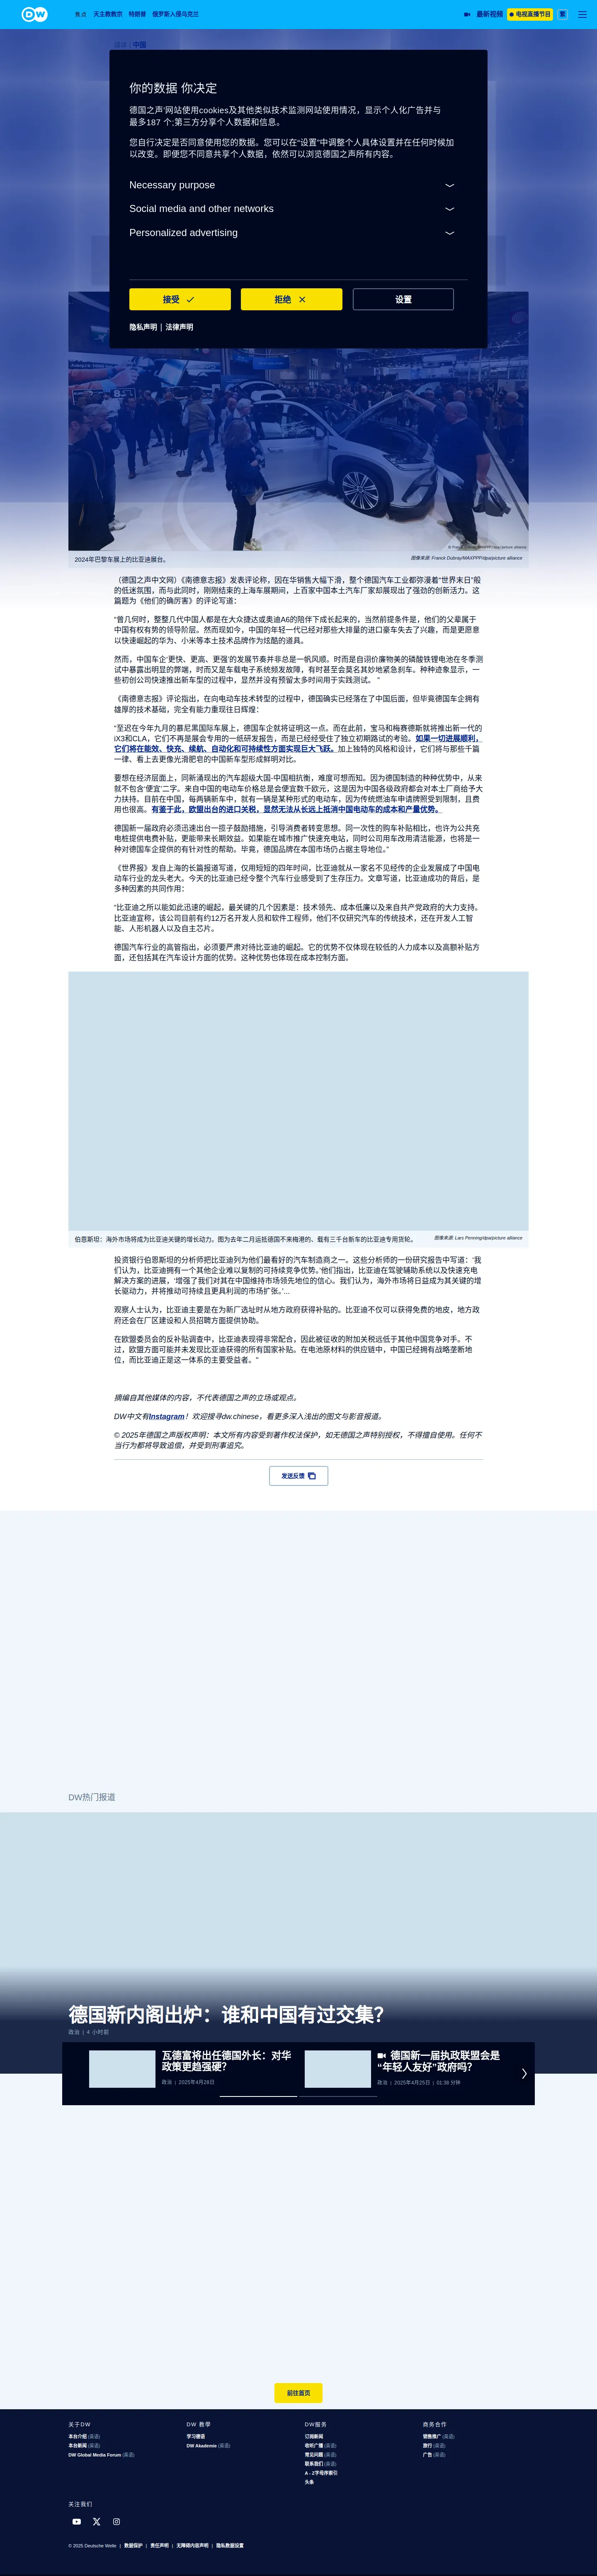 DW
焦点 天主教教宗 特朗普 俄罗斯入侵乌克兰
最新视频 电视直播节目 繁
政治 | 中国
你的数据 你决定
德国之声'网站使用cookies及其他类似技术监测网站使用情况，显示个人化广告并与
最多187 个;第三方分享个人数据和信息。
您自行决定是否同意使用您的数据。您可以在“设置”中调整个人具体设置并在任何时候加
以改变。即便您不同意共享个人数据，依然可以浏览德国之声所有内容。
Necessary purpose
Social media and other networks
Personalized advertising
接受 拒绝 设置
隐私声明 | 法律声明
2024年巴黎车展上的比亚迪展台。
图像来源: Franck Dubray/MAXPPP/dpa/picture alliance
（德国之声中文网）《南德意志报》发表评论称，因在华销售大幅下滑，整个德国汽车工业都弥漫着“世界末日”般
的低迷氛围，而与此同时，刚刚结束的上海车展期间，上百家中国本土汽车厂家却展现出了强劲的创新活力。这
篇题为《他们的确厉害》的评论写道：
“曾几何时，整整几代中国人都是在大众捷达或奥迪A6的陪伴下成长起来的，当然前提条件是，他们的父辈属于
中国有权有势的领导阶层。然而现如今，中国的年轻一代已经对那些大排量的进口豪车失去了兴趣，而是更愿意
以快速崛起的华为、小米等本土技术品牌作为炫酷的道具。
然而，中国车企‘更快、更高、更强’的发展节奏并非总是一帆风顺。时而是自诩价廉物美的磷酸铁锂电池在冬季测
试中暴露出明显的弊端，时而又是车载电子系统频发故障，有时甚至会莫名其妙地紧急刹车。种种迹象显示，一
些初创公司快速推出新车型的过程中，显然并没有预留太多时间用于实践测试。 ”
《南德意志报》评论指出，在向电动车技术转型的过程中，德国确实已经落在了中国后面，但毕竟德国车企拥有
雄厚的技术基础，完全有能力重现往日辉煌：
“至迟在今年九月的慕尼黑国际车展上，德国车企就将证明这一点。而在此前，宝马和梅赛德斯就将推出新一代的
iX3和CLA，它们不再是展会专用的一纸研发报告，而是已经经受住了独立初期路试的考验。如果一切进展顺利，
它们将在能效、快充、续航、自动化和可持续性方面实现巨大飞跃。加上独特的风格和设计，它们将与那些千篇
一律、看上去更像光滑肥皂的中国新车型形成鲜明对比。
要想在经济层面上，同新涌现出的汽车超级大国-中国相抗衡，难度可想而知。因为德国制造的种种优势中，从来
就不包含‘便宜’二字。来自中国的电动车价格总是会便宜数千欧元，这是因为中国各级政府都会对本土厂商给予大
力扶持。目前在中国，每两辆新车中，就有一辆是某种形式的电动车，因为传统燃油车申请牌照受到限制，且费
用也很高。有鉴于此，欧盟出台的进口关税，显然无法从长远上抵消中国电动车的成本和产量优势。
德国新一届政府必须迅速出台一揽子鼓励措施，引导消费者转变思想。同一次性的购车补贴相比，也许为公共充
电桩提供电费补贴，更能带来长期效益。如果能在城市推广快速充电站，同时公司用车改用清洁能源，也将是一
种对德国车企提供的有针对性的帮助。毕竟，德国品牌在本国市场仍占据主导地位。”
《世界报》发自上海的长篇报道写道，仅用短短的四年时间，比亚迪就从一家名不见经传的企业发展成了中国电
动车行业的龙头老大。今天的比亚迪已经令整个汽车行业感受到了生存压力。文章写道，比亚迪成功的背后，是
多种因素的共同作用：
“比亚迪之所以能如此迅速的崛起，最关键的几个因素是：技术领先、成本低廉以及来自共产党政府的大力支持。
比亚迪宣称，该公司目前有约12万名开发人员和软件工程师，他们不仅研究汽车的传统技术，还在开发人工智
能、人形机器人以及自主芯片。
德国汽车行业的高管指出，必须要严肃对待比亚迪的崛起。它的优势不仅体现在较低的人力成本以及高额补贴方
面，还包括其在汽车设计方面的优势。这种优势也体现在成本控制方面。
伯恩斯坦：海外市场将成为比亚迪关键的增长动力。图为去年二月运抵德国不来梅港的、载有三千台新车的比亚迪专用货轮。
图像来源: Lars Penning/dpa/picture alliance
投资银行伯恩斯坦的分析师把比亚迪列为他们最看好的汽车制造商之一。这些分析师的一份研究报告中写道：‘我
们认为，比亚迪拥有一个其他企业难以复制的可持续竞争优势。’他们指出，比亚迪在驾驶辅助系统以及快速充电
解决方案的进展，‘增强了我们对其在中国维持市场领先地位的信心。我们认为，海外市场将日益成为其关键的增
长驱动力，并将推动可持续且更具利润的市场扩张。’...
观察人士认为，比亚迪主要是在为新厂选址时从地方政府获得补贴的。比亚迪不仅可以获得免费的地皮，地方政
府还会在厂区建设和人员招聘方面提供协助。
在欧盟委员会的反补贴调查中，比亚迪表现得非常配合，因此被征收的附加关税远低于其他中国竞争对手。不
过，欧盟方面可能并未发现比亚迪获得的所有国家补贴。在电池原材料的供应链中，中国已经拥有战略垄断地
位，而比亚迪正是这一体系的主要受益者。”
摘编自其他媒体的内容，不代表德国之声的立场或观点。
DW中文有Instagram！欢迎搜寻dw.chinese，看更多深入浅出的图文与影音报道。
© 2025年德国之声版权声明：本文所有内容受到著作权法保护，如无德国之声特别授权，不得擅自使用。任何不
当行为都将导致追偿，并受到刑事追究。
发送反馈
DW热门报道
德国新内阁出炉：谁和中国有过交集？
政治 | 4 小时前
瓦德富将出任德国外长：对华
政策更趋强硬？
政治 | 2025年4月28日
德国新一届执政联盟会是
“年轻人友好”政府吗？
政治 | 2025年4月25日 | 01:38 分钟
前往首页
关于DW
本台介绍 (英语)
本台新闻 (英语)
DW Global Media Forum (英语)
DW 教学
学习德语
DW Akademie (英语)
DW服务
订阅新闻
收听广播 (英语)
常见问题 (英语)
联系我们 (英语)
A - Z字母序索引
头条
商务合作
销售推广 (英语)
旅行 (英语)
广告 (英语)
关注我们
© 2025 Deutsche Welle | 数据保护 | 责任声明 | 无障碍内容声明 | 隐私数据设置